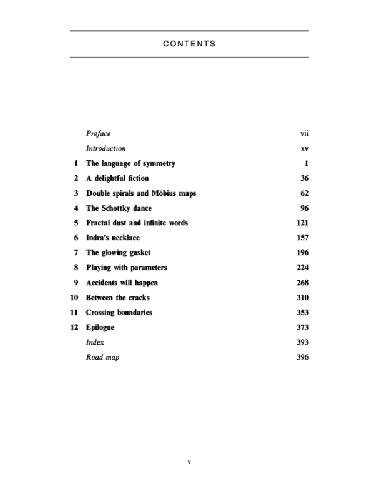 CONTENTS
Preface vii
Introduction xv
1 The language of symmetry 1
2 A delightful fiction 36
3 Double spirals and Möbius maps 62
4 The Schottky dance 96
5 Fractal dust and infinite words 121
6 Indra's necklace 157
7 The glowing gasket 196
8 Playing with parameters 224
9 Accidents will happen 268
10 Between the cracks 310
11 Crossing boundaries 353
12 Epilogue 373
Index 393
Road map 396
v